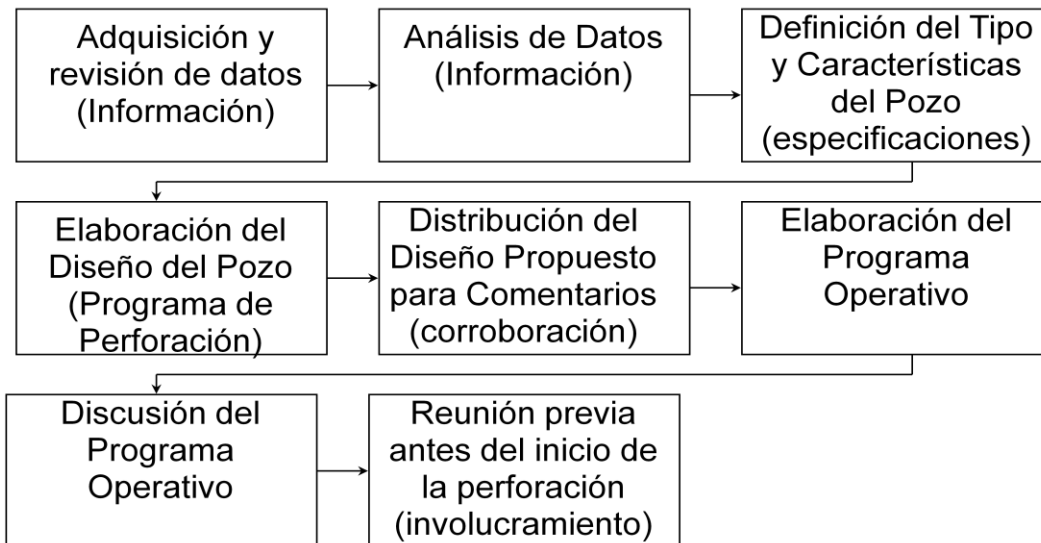 Adquisición y
revisión de datos
(Información)
Análisis de Datos
(Información)
Definición del Tipo
y Características
del Pozo
(especificaciones)
Elaboración del
Diseño del Pozo
(Programa de
Perforación)
Distribución del
Diseño Propuesto
para Comentarios
(corroboración)
Elaboración del
Programa
Operativo
Discusión del
Programa
Operativo
Reunión previa
antes del inicio de
la perforación
(involucramiento)